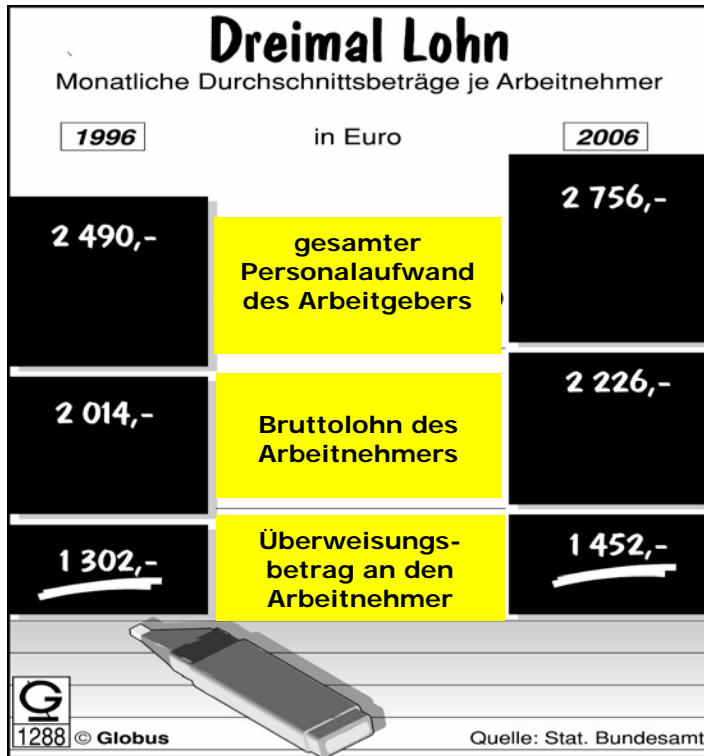 Dreimal Lohn
Monatliche Durchschnittsbeträge je Arbeitnehmer
1996
in Euro
2006
2 490,-
gesamter
Personalaufwand
des Arbeitgebers
2 756,-
2 014,-
Bruttolohn des
Arbeitnehmers
2 226,-
1 302,-
Überweisungs-
betrag an den
Arbeitnehmer
1 452,-
G
1288 © Globus
Quelle: Stat. Bundesamt